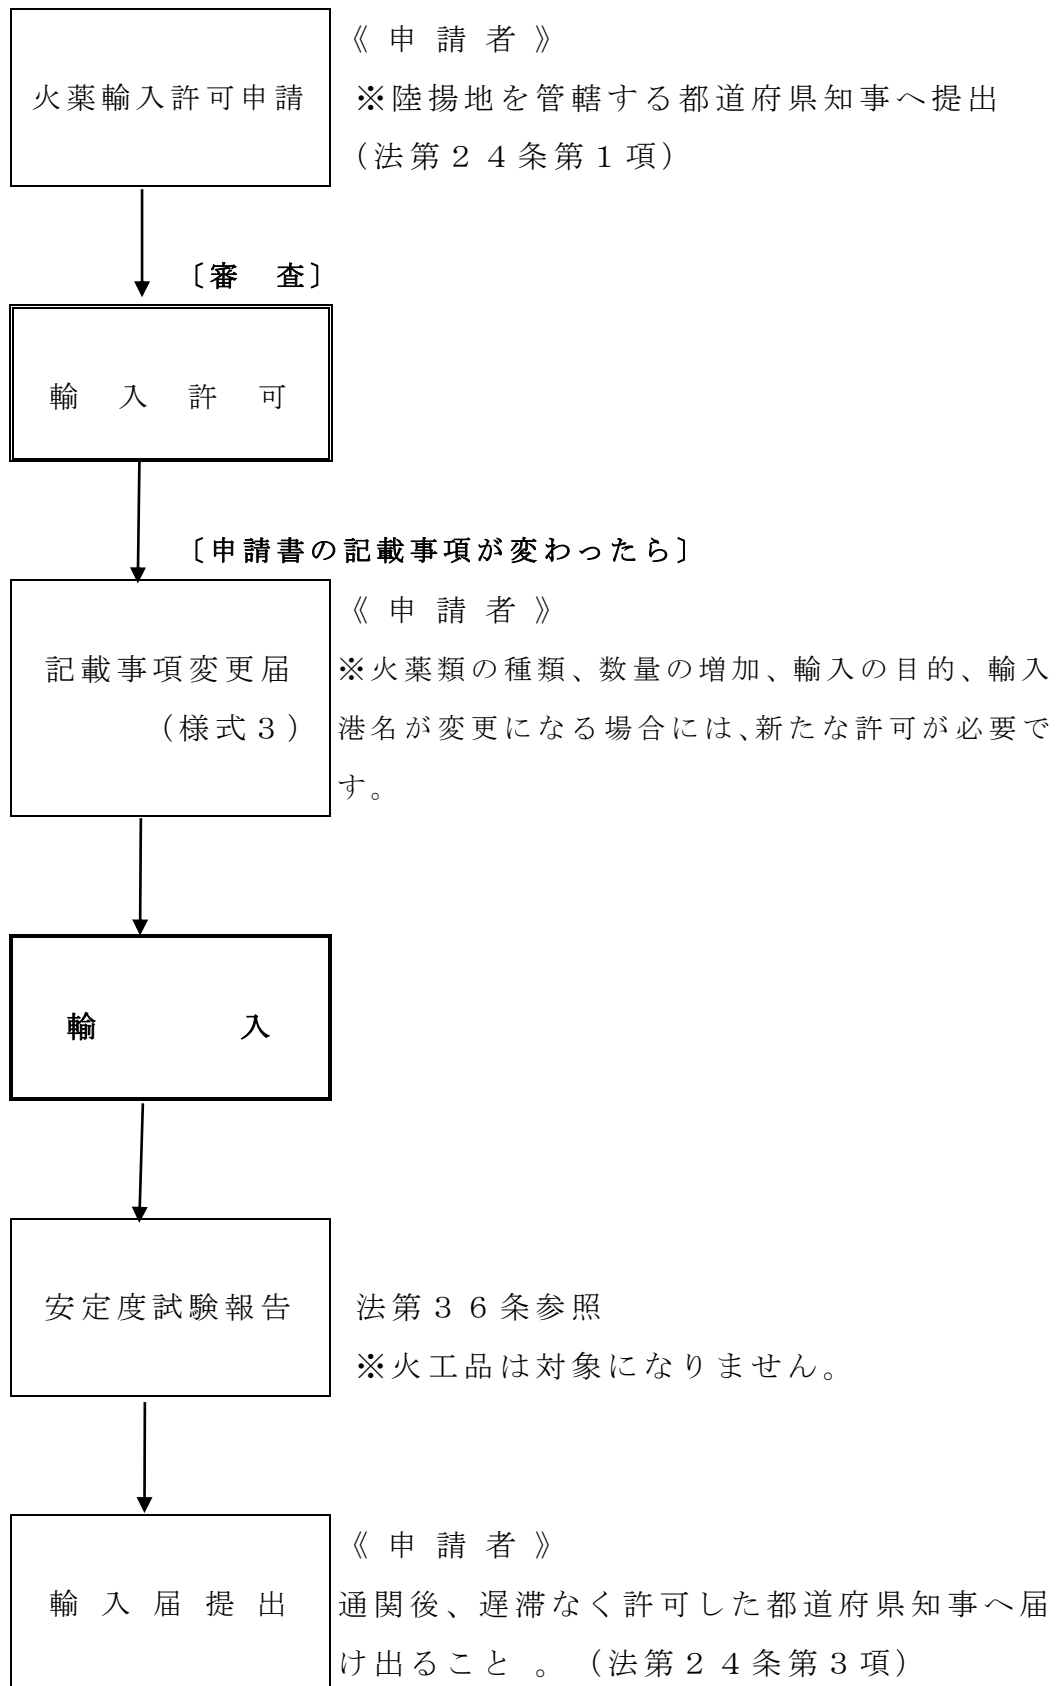 《 申 請 者 》
火薬輸入許可申請
※陸揚地を管轄する都道府県知事へ提出
（法第２４条第１項）
〔審　査〕
輸　入　許　可
〔申請書の記載事項が変わったら〕
《 申 請 者 》
記載事項変更届
（様式３）
※火薬類の種類、数量の増加、輸入の目的、輸入
港名が変更になる場合には、新たな許可が必要で
す。
輸　　　　入
安定度試験報告
法第３６条参照
※火工品は対象になりません。
《 申 請 者 》
輸 入 届 提 出
通関後、遅滞なく許可した都道府県知事へ届
け出ること 。（法第２４条第３項）